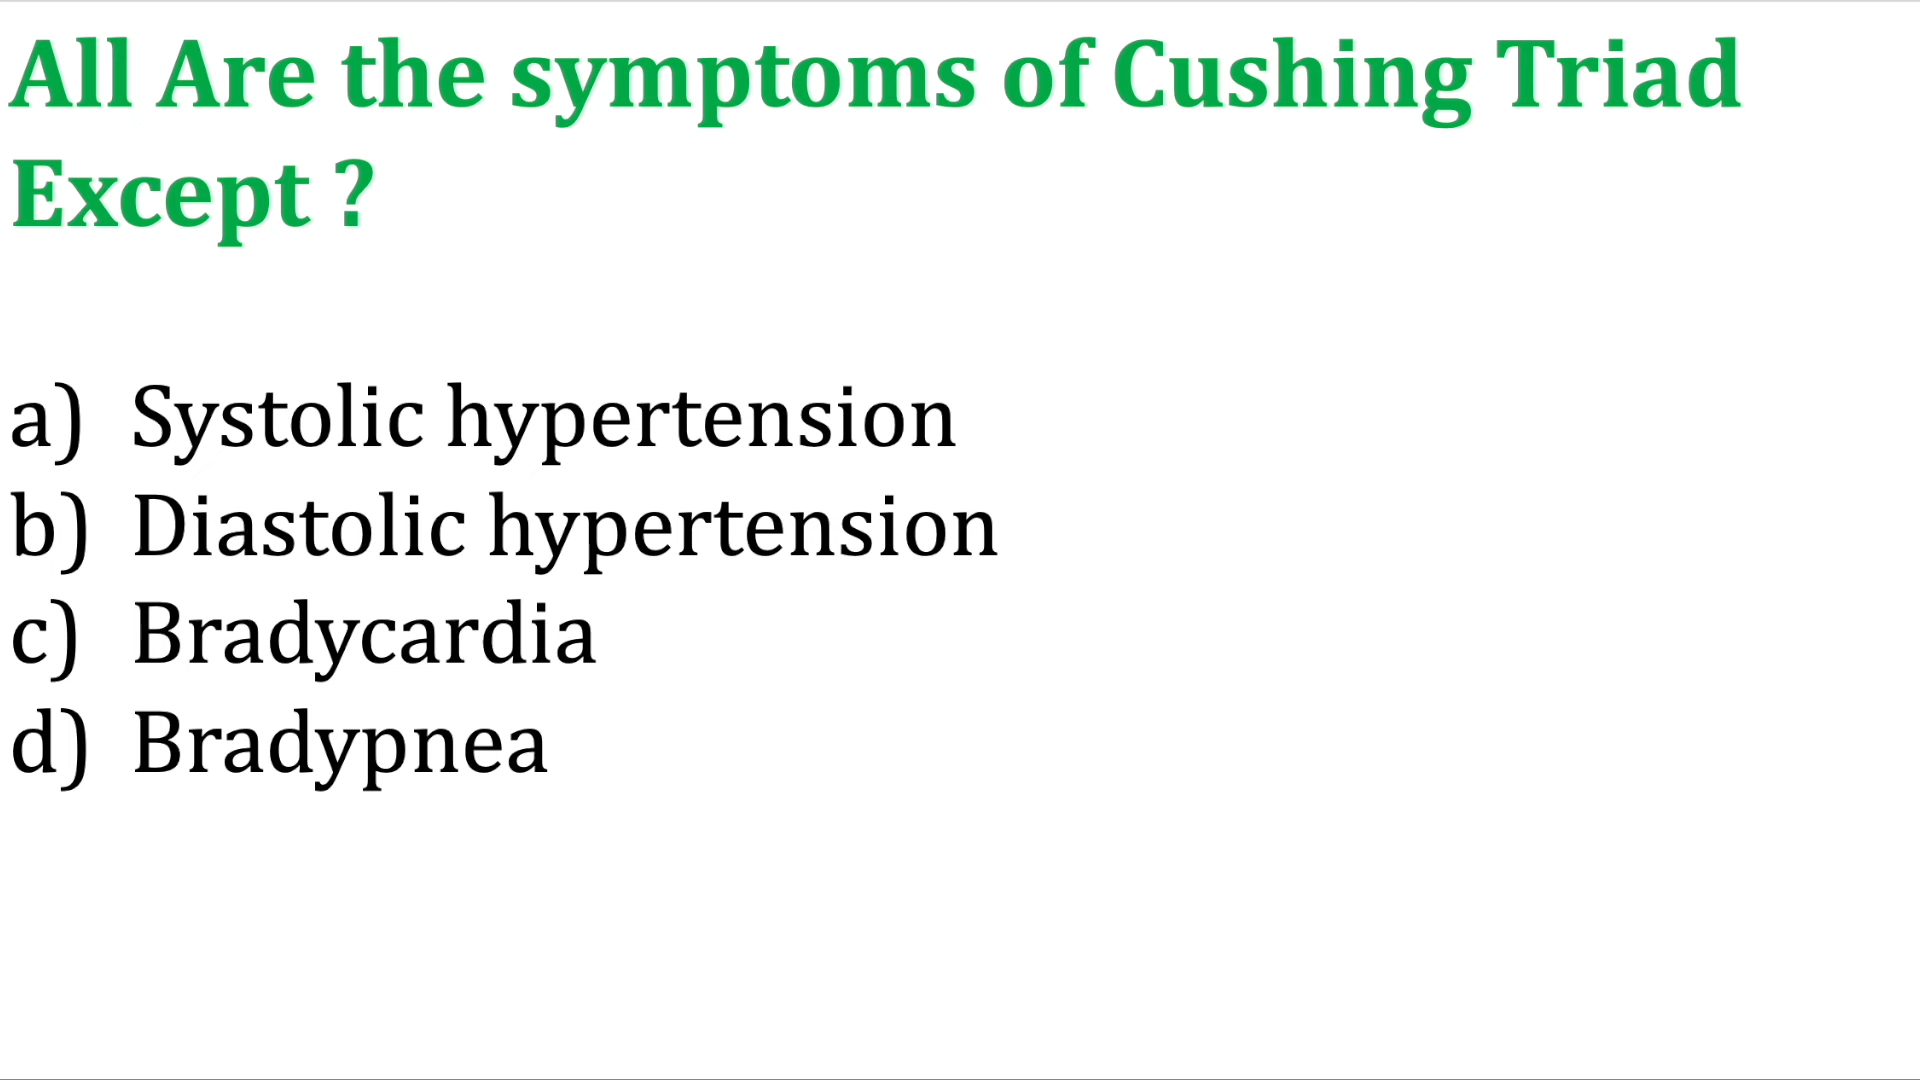 All Are the symptoms of Cushing Triad
Except ?
a) Systolic hypertension
b) Diastolic hypertension
c) Bradycardia
d) Bradypnea